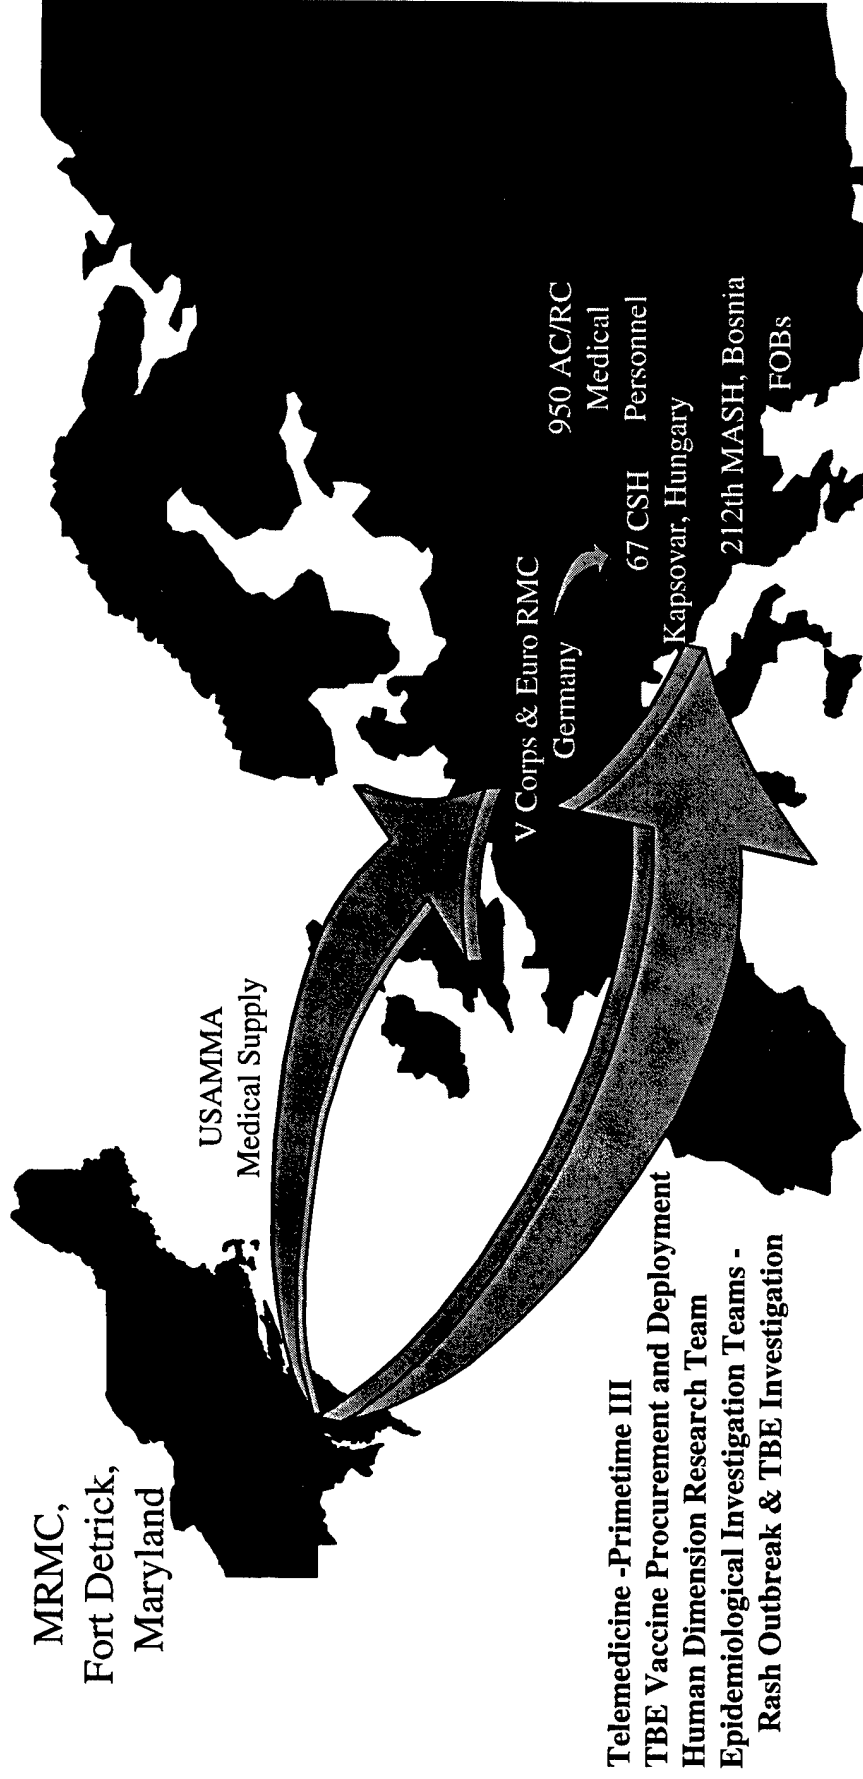 MRMC,
Fort Detrick,
Maryland
USAMMA
Medical Supply
V Corps & Euro RMC
Germany
950 AC/RC
Medical
Personnel
67 CSH
Kapsovar, Hungary
212th MASH, Bosnia
FOBs
Telemedicine -Primetime III
TBE Vaccine Procurement and Deployment
Human Dimension Research Team
Epidemiological Investigation Teams -
Rash Outbreak & TBE Investigation